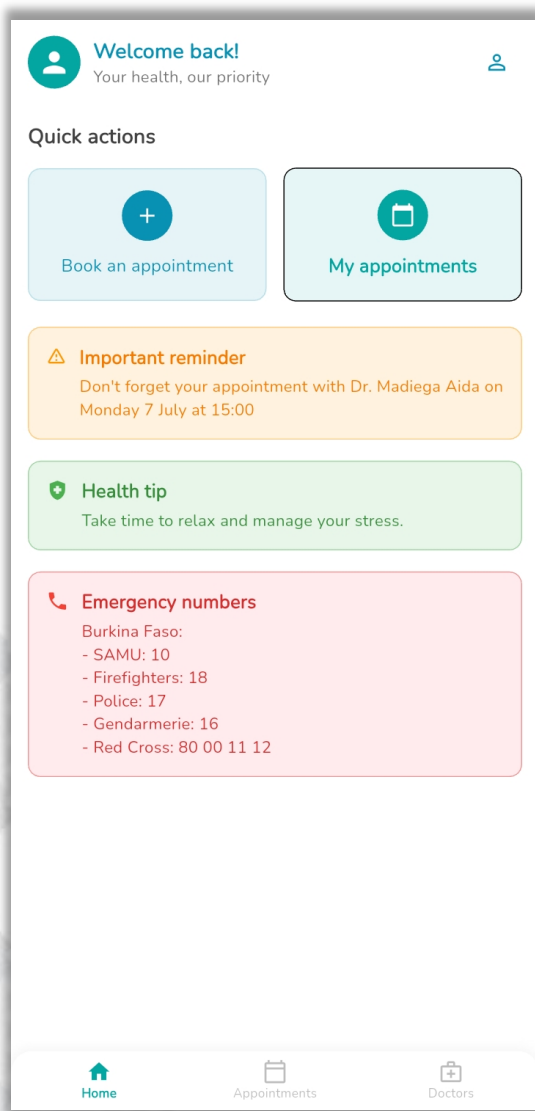 Welcome back!
Your health, our priority
Quick actions
Book an appointment
My appointments
Important reminder
Don't forget your appointment with Dr. Madiega Aida on
Monday 7 July at 15:00
Health tip
Take time to relax and manage your stress.
Emergency numbers
Burkina Faso:
- SAMU: 10
- Firefighters: 18
- Police: 17
- Gendarmerie: 16
- Red Cross: 80 00 11 12
Home
Appointments
Doctors